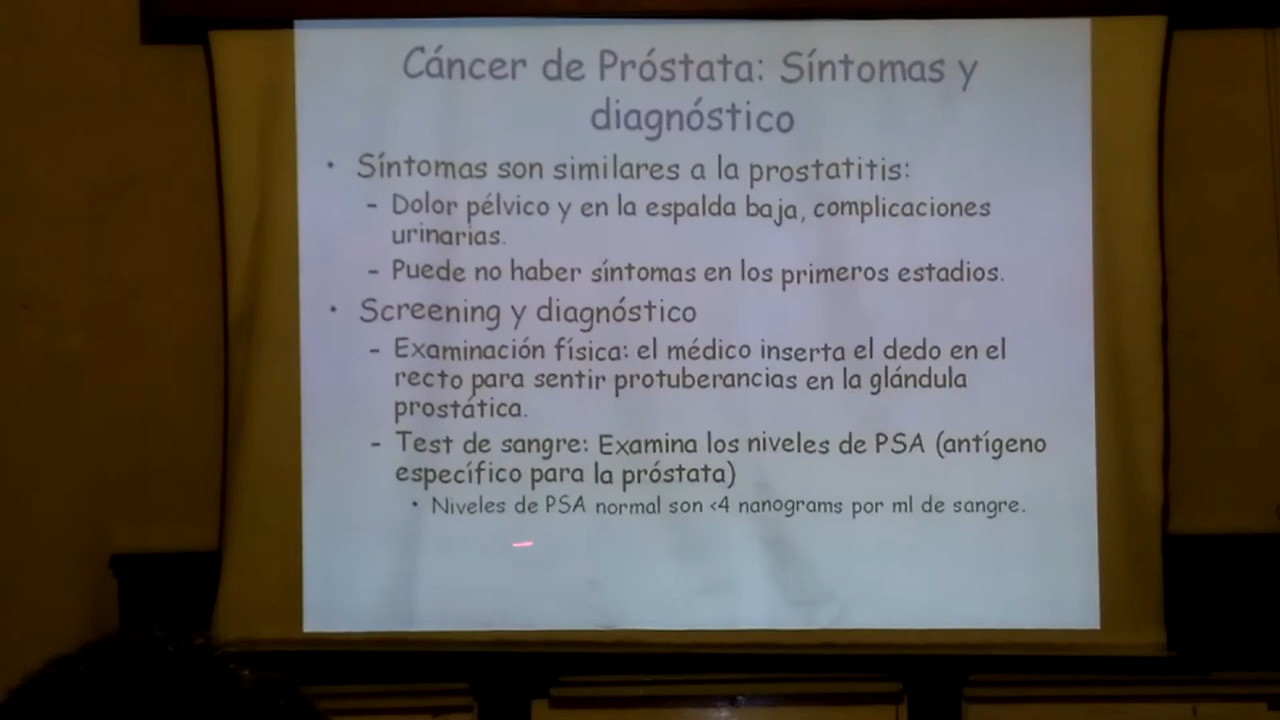 Cáncer de Próstata: Síntomas y
diagnóstico
• Síntomas son similares a la prostatitis:
– Dolor pélvico y en la espalda baja, complicaciones
urinarias.
– Puede no haber síntomas en los primeros estadios.
• Screening y diagnóstico
– Examinación física: el médico inserta el dedo en el
recto para sentir protuberancias en la glándula
prostática.
– Test de sangre: Examina los niveles de PSA (antígeno
específico para la próstata)
• Niveles de PSA normal son <4 nanograms por ml de sangre.